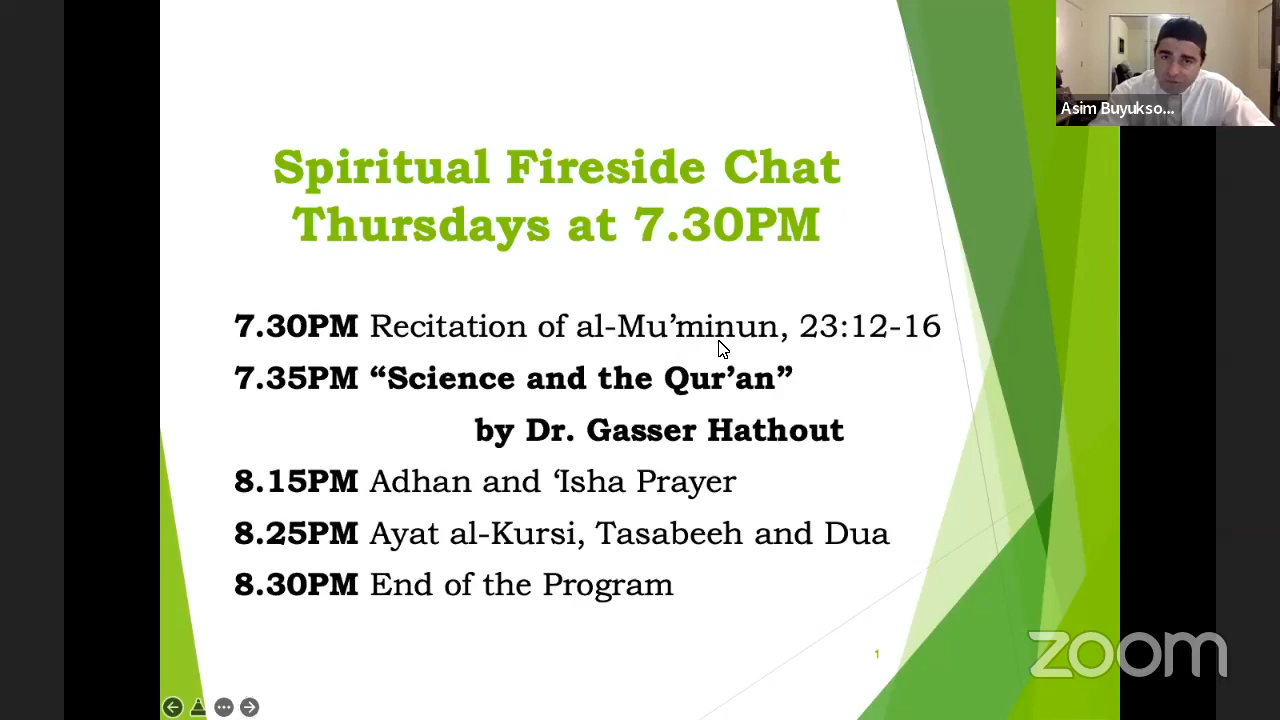 Asim Buyukso...
Spiritual Fireside Chat
Thursdays at 7.30PM
7.30PM Recitation of al-Mu’minun, 23:12-16
7.35PM “Science and the Qur’an”
by Dr. Gasser Hathout
8.15PM Adhan and ‘Isha Prayer
8.25PM Ayat al-Kursi, Tasabeeh and Dua
8.30PM End of the Program
1
zoom